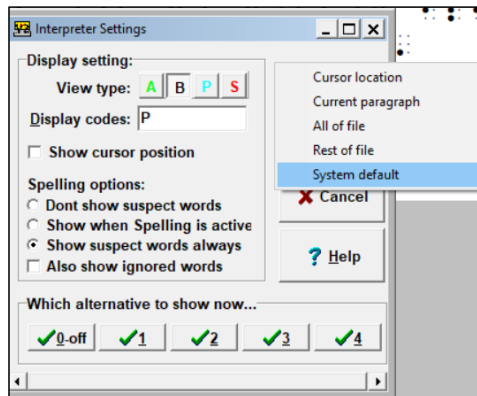 Interpreter Settings
Display setting:
View type: A B P S
Display codes: P
Show cursor position
Spelling options:
Dont show suspect words
Show when Spelling is active
Show suspect words always
Also show ignored words
Cursor location
Current paragraph
All of file
Rest of file
System default
Cancel
? Help
Which alternative to show now...
0-off 1 2 3 4